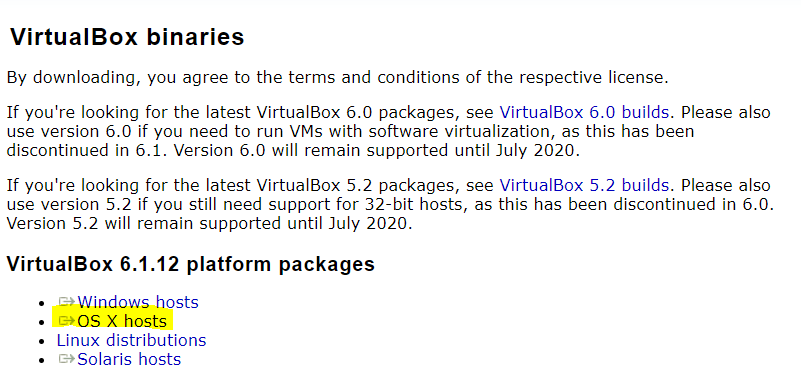 VirtualBox binaries
By downloading, you agree to the terms and conditions of the respective license.
If you're looking for the latest VirtualBox 6.0 packages, see VirtualBox 6.0 builds. Please also
use version 6.0 if you need to run VMs with software virtualization, as this has been
discontinued in 6.1. Version 6.0 will remain supported until July 2020.
If you're looking for the latest VirtualBox 5.2 packages, see VirtualBox 5.2 builds. Please also
use version 5.2 if you still need support for 32-bit hosts, as this has been discontinued in 6.0.
Version 5.2 will remain supported until July 2020.
VirtualBox 6.1.12 platform packages
Windows hosts
OS X hosts
Linux distributions
Solaris hosts